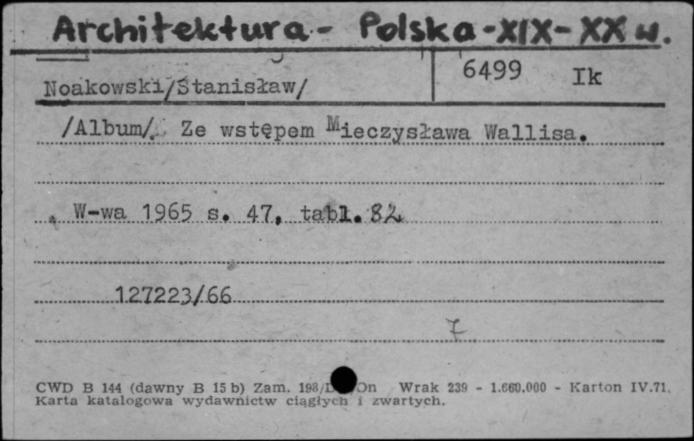 Architektura - Polska - XIX - XX w.
Noakowski/Stanisław/
6499 Ik
/Album/. Ze wstępem Mieczysława Wallisa.
W-wa 1965 s. 47, tabl. 82
127223/66
7
CWD B 144 (dawny B 15 b) Zam. 198/ On Wrak 239 - 1.660.000 - Karton IV.71.
Karta katalogowa wydawnictw ciągłych i zwartych.